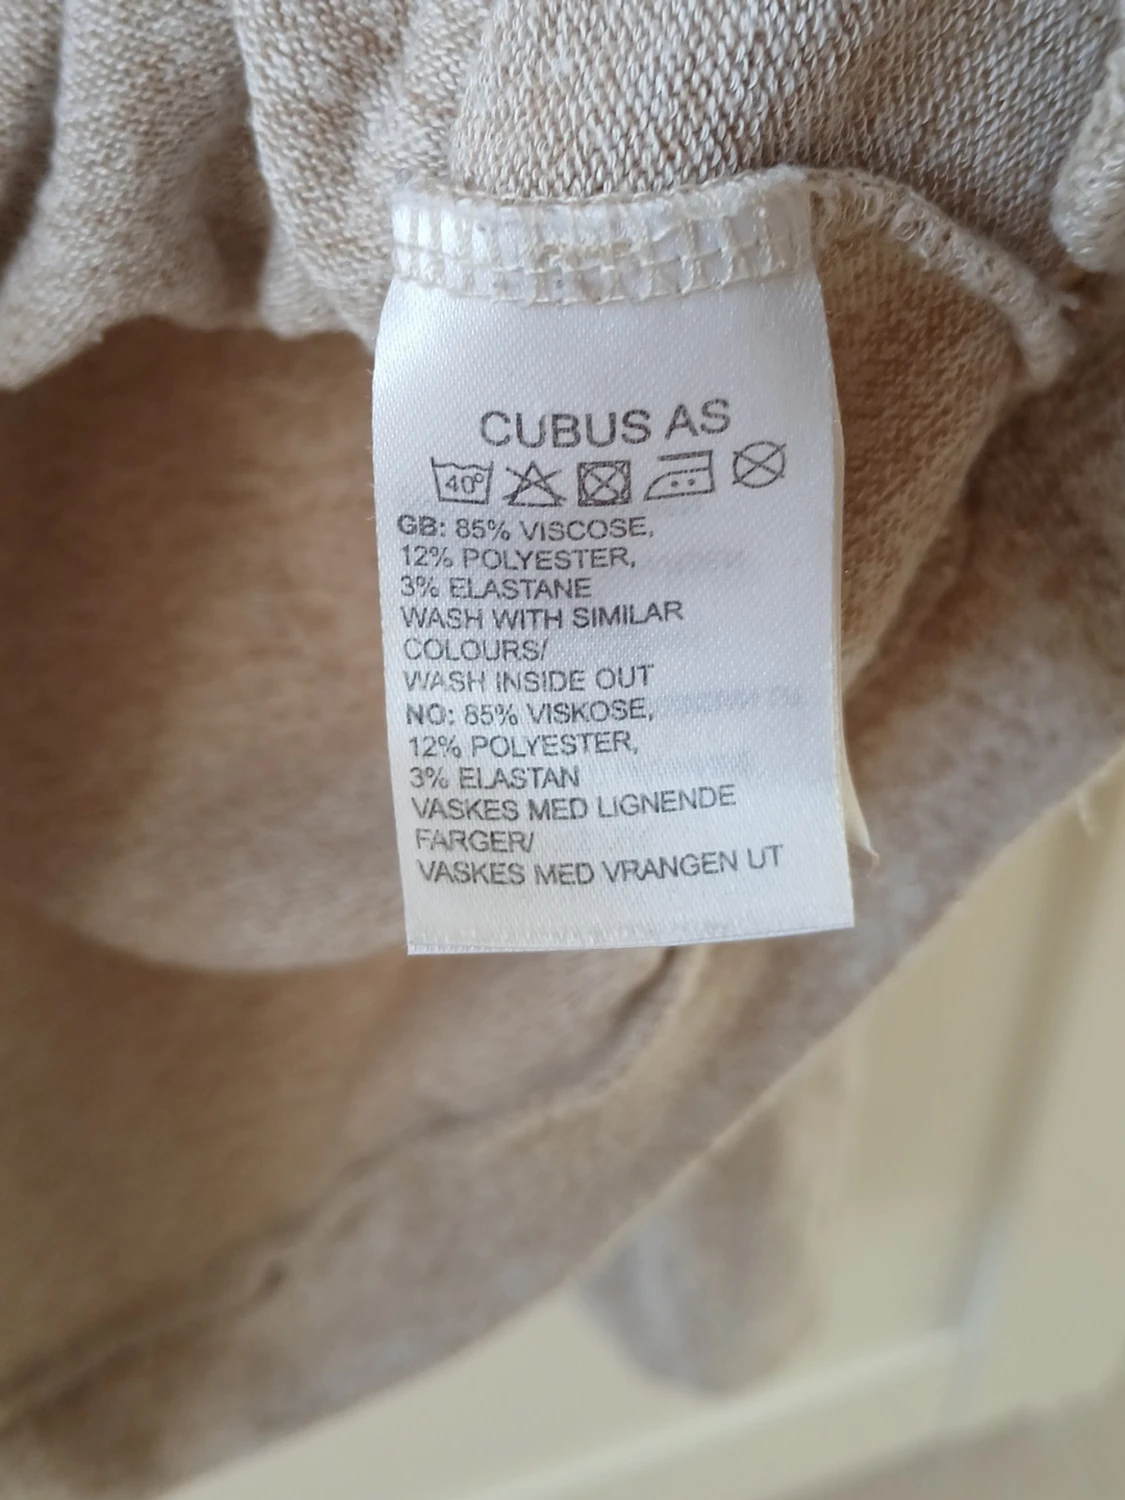 CUBUS AS
40°
GB: 85% VISCOSE,
12% POLYESTER,
3% ELASTANE
WASH WITH SIMILAR
COLOURS/
WASH INSIDE OUT
NO: 85% VISKOSE,
12% POLYESTER,
3% ELASTAN
VASKES MED LIGNENDE
FARGER/
VASKES MED VRANGEN UT